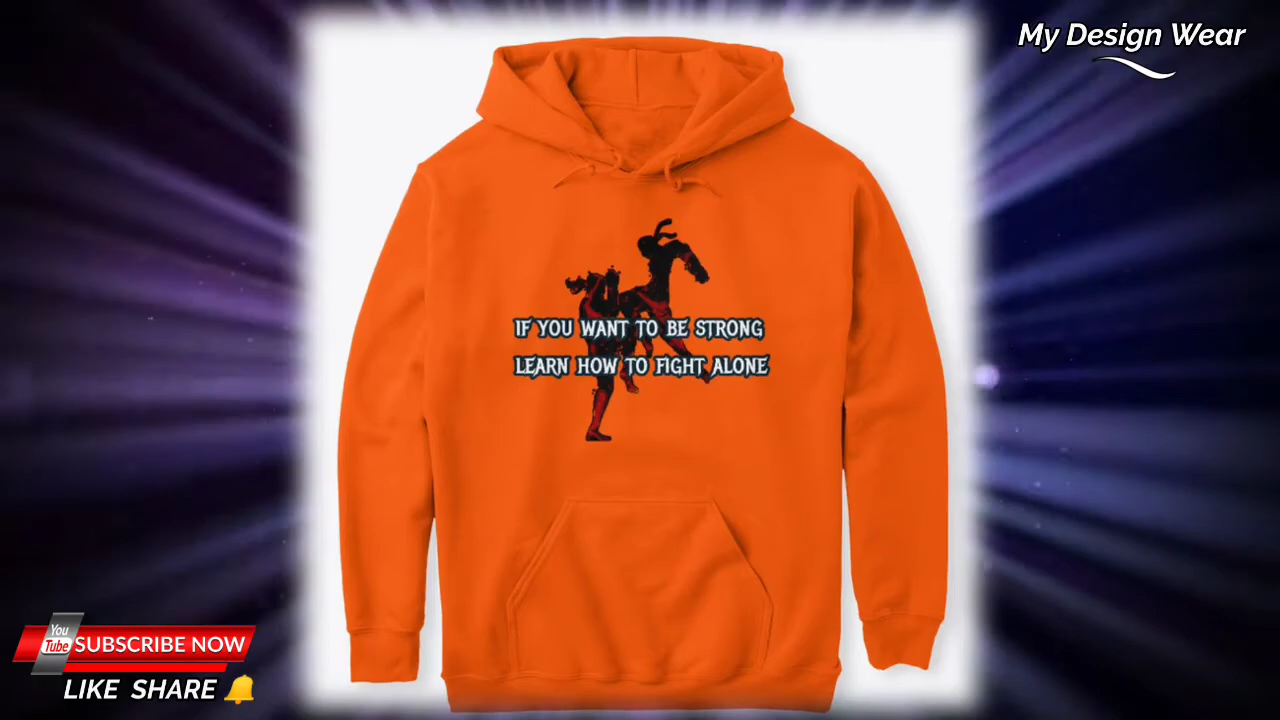 My Design Wear
IF YOU WANT TO BE STRONG
LEARN HOW TO FIGHT ALONE
You
Tube
SUBSCRIBE NOW
LIKE SHARE